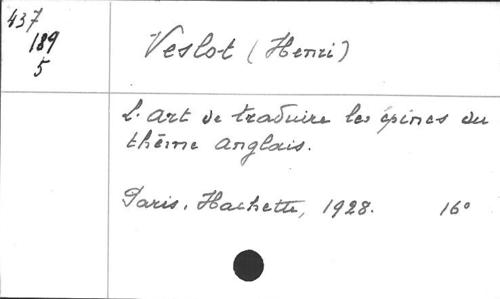 437
189
5
Veslot (Henri)
L'art de traduire les épines du
thème anglais.
Paris, Hachette, 1928. 16°